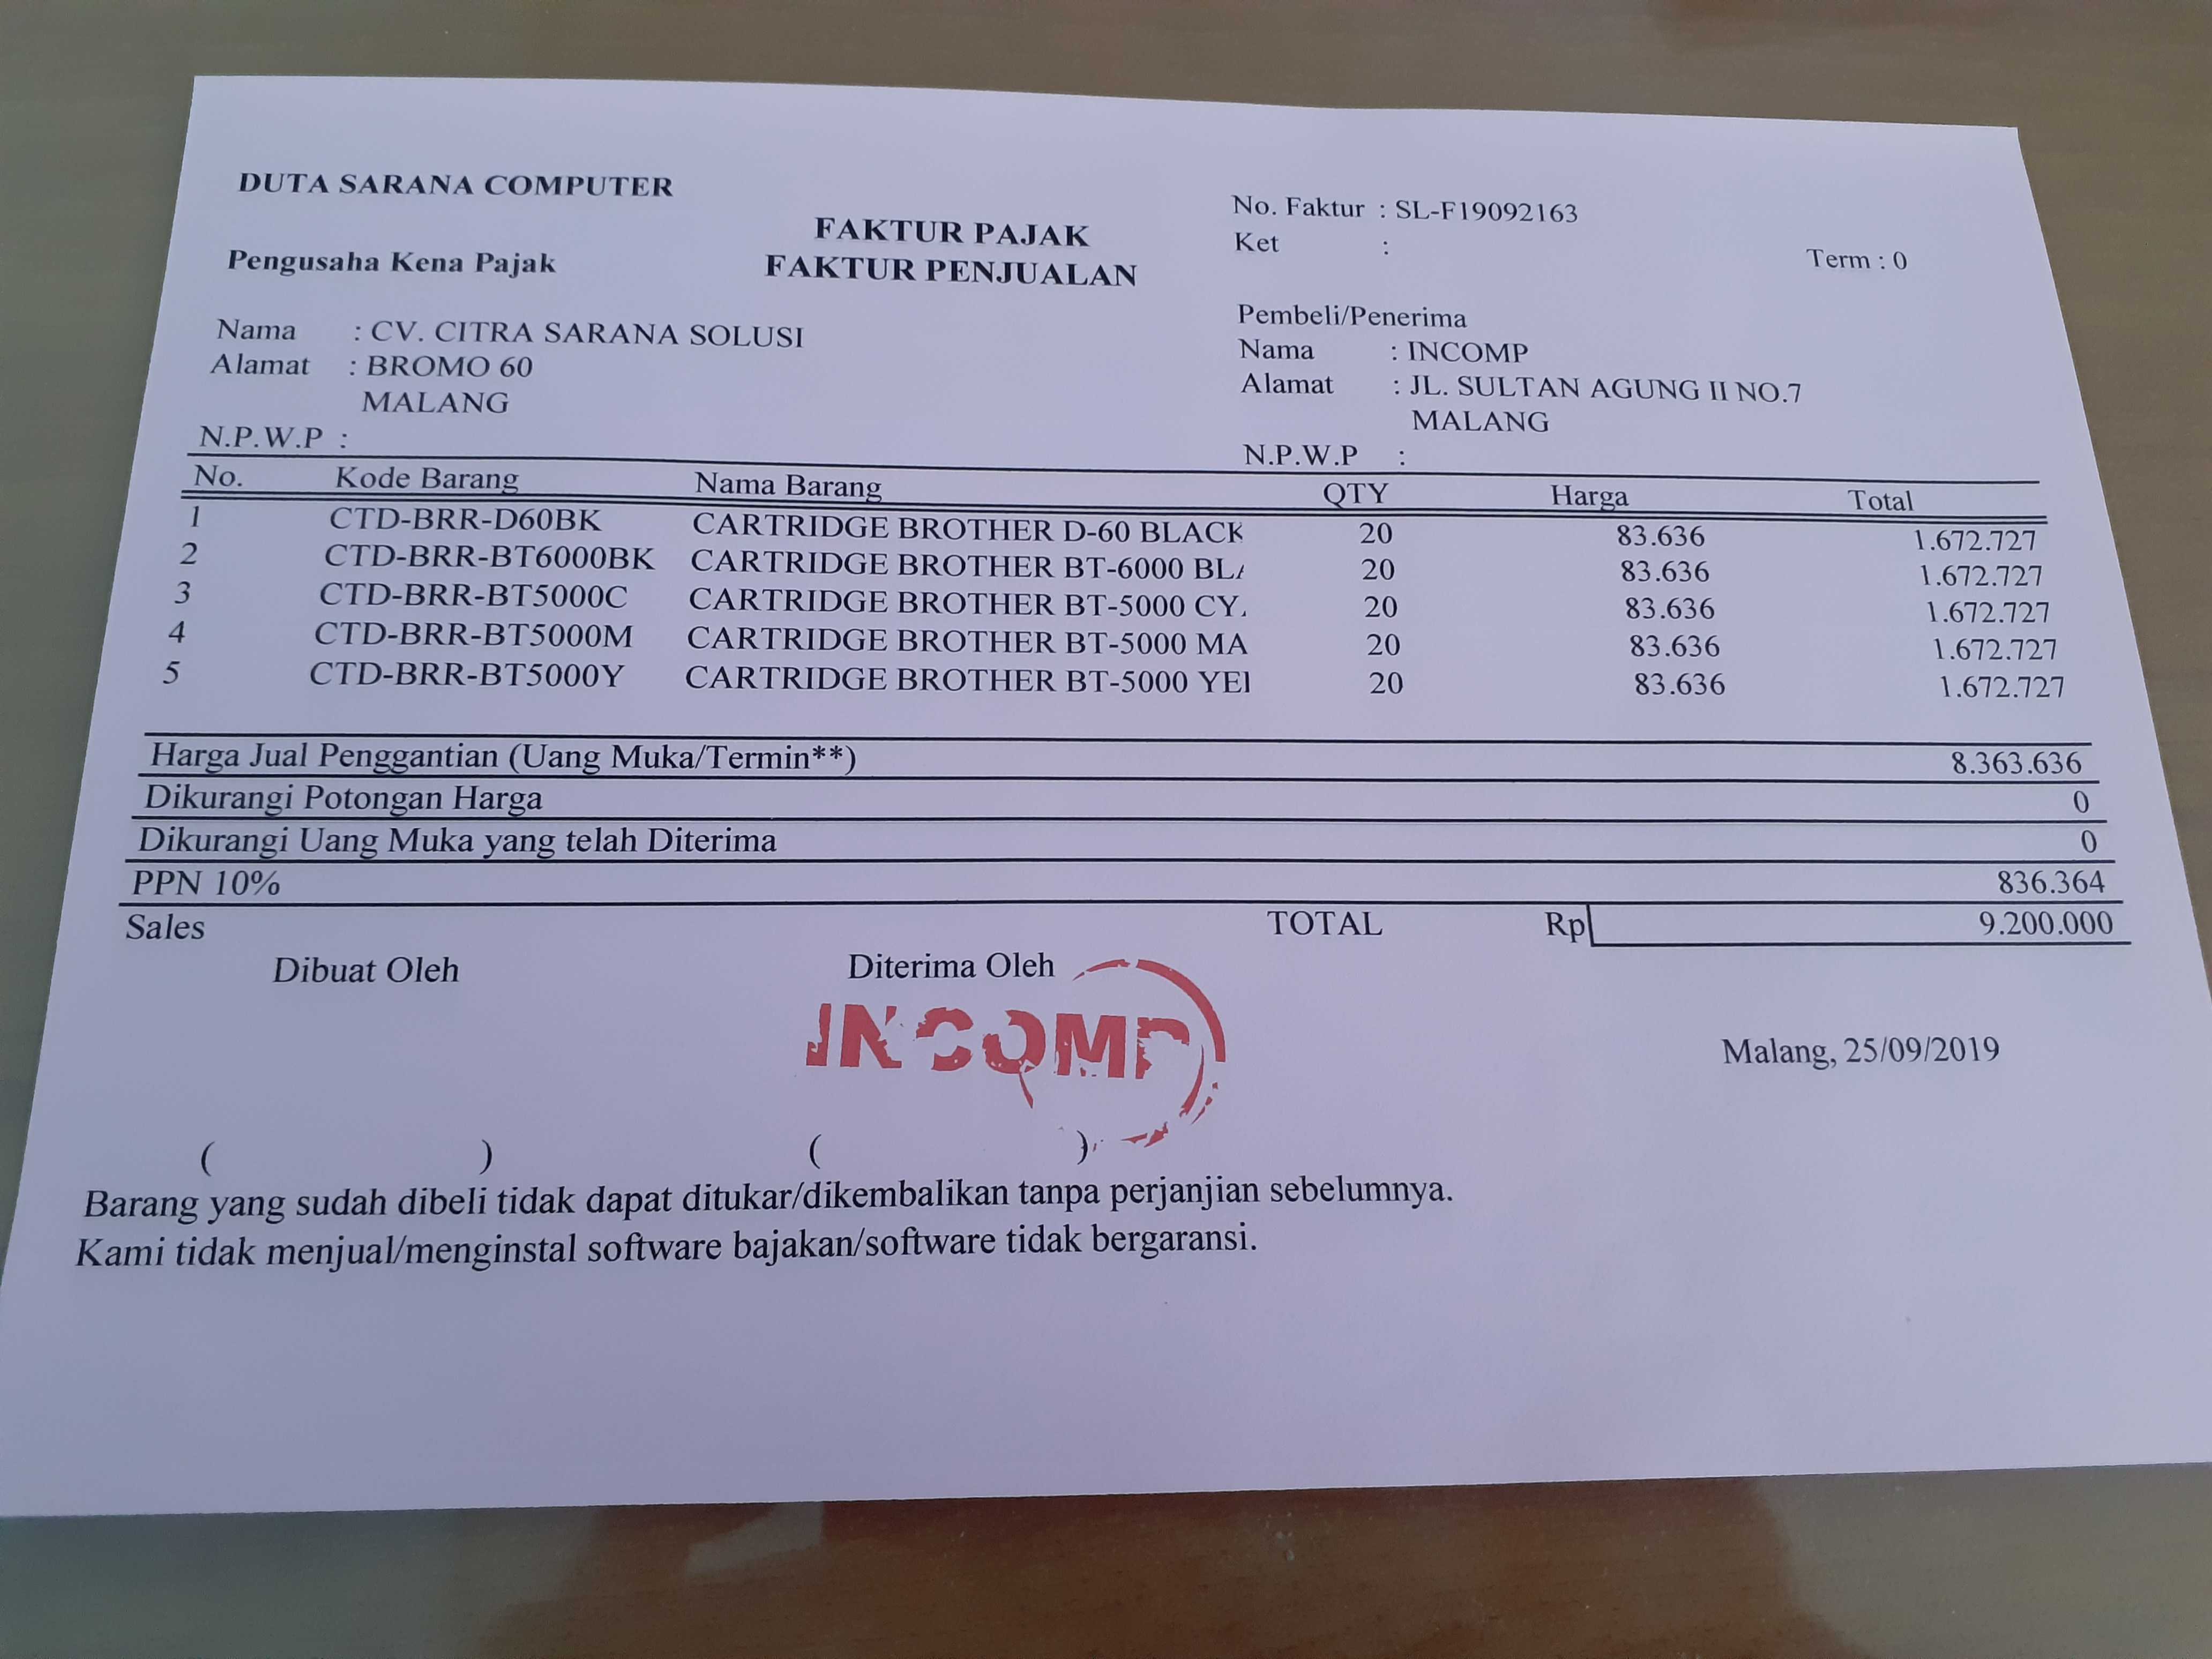 DUTA SARANA COMPUTER
FAKTUR PAJAK
FAKTUR PENJUALAN
No. Faktur : SL-F19092163
Ket :
Term : 0
Pengusaha Kena Pajak
Nama : CV. CITRA SARANA SOLUSI
Alamat : BROMO 60
MALANG
N.P.W.P :
Pembeli/Penerima
Nama : INCOMP
Alamat : JL. SULTAN AGUNG II NO.7
MALANG
N.P.W.P :
No. Kode Barang Nama Barang QTY Harga Total
1 CTD-BRR-D60BK CARTRIDGE BROTHER D-60 BLACK 20 83.636 1.672.727
2 CTD-BRR-BT6000BK CARTRIDGE BROTHER BT-6000 BL 20 83.636 1.672.727
3 CTD-BRR-BT5000C CARTRIDGE BROTHER BT-5000 CY 20 83.636 1.672.727
4 CTD-BRR-BT5000M CARTRIDGE BROTHER BT-5000 MA 20 83.636 1.672.727
5 CTD-BRR-BT5000Y CARTRIDGE BROTHER BT-5000 YE 20 83.636 1.672.727
Harga Jual Penggantian (Uang Muka/Termin**) 8.363.636
Dikurangi Potongan Harga 0
Dikurangi Uang Muka yang telah Diterima 0
PPN 10% 836.364
Sales TOTAL Rp 9.200.000
Dibuat Oleh Diterima Oleh
INCOMP
Malang, 25/09/2019
( ) ( )
Barang yang sudah dibeli tidak dapat ditukar/dikembalikan tanpa perjanjian sebelumnya.
Kami tidak menjual/menginstal software bajakan/software tidak bergaransi.